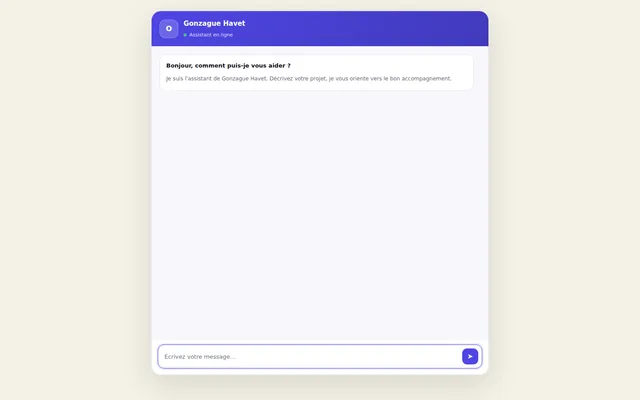 O
Gonzague Havet
Assistant en ligne
Bonjour, comment puis-je vous aider ?
Je suis l'assistant de Gonzague Havet. Décrivez votre projet, je vous oriente vers le bon accompagnement.
Ecrivez votre message...